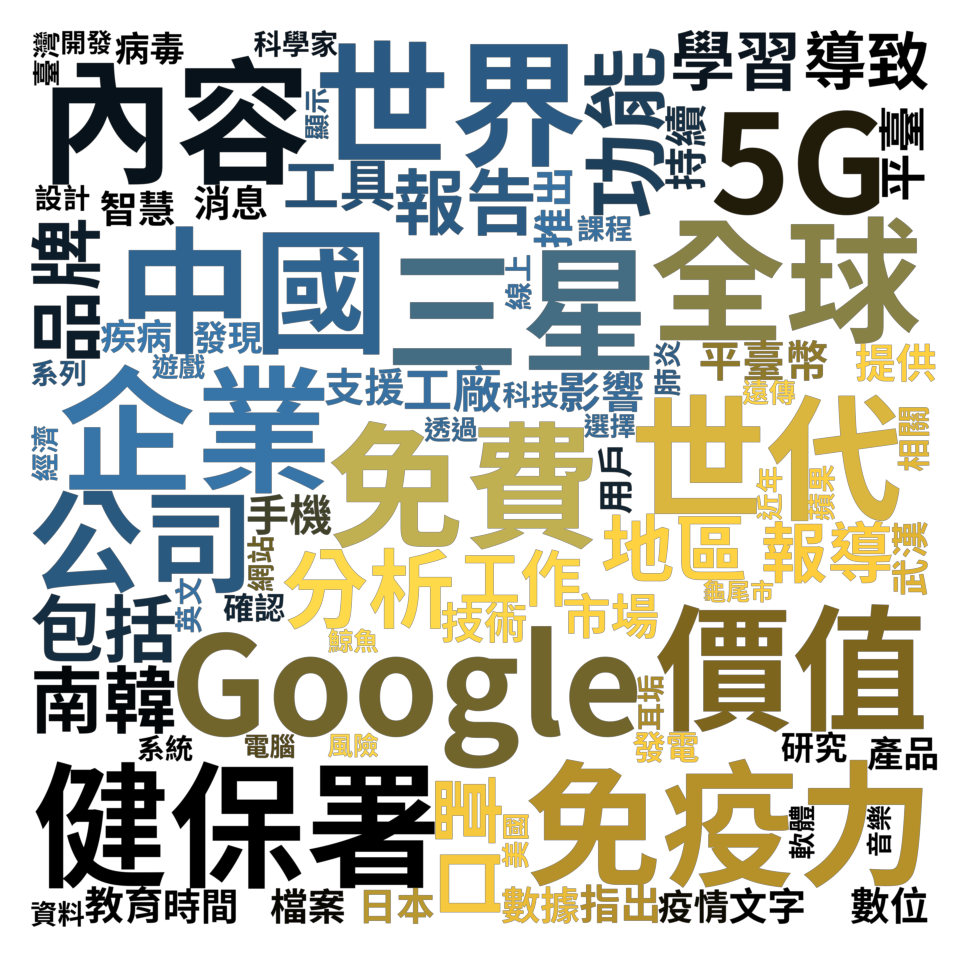 臺灣
開發
病毒
科學家
內容
世界
顯示
功能
學習
導致
持續
5G
平臺
設計
智慧
消息
工具
報告
推出
課程
品牌
中國
三星
線上
全球
疾病
發現
系列
遊戲
支援
工廠
科技
影響
肺炎
平臺幣
提供
遠傳
企業
經濟
透過
選擇
免費
用戶
世代
近年
蘋果
相關
公司
手機
網站
分析
工作
地區
報導
武漢
包括
英文
確認
技術
市場
龜尾市
鯨魚
南韓
Google
耳垢
價值
系統
電腦
風險
發電
研究
產品
健保署
口罩
美國
免疫力
軟體
音樂
資料
教育
時間
檔案
日本
數據
指出
疫情
文字
數位